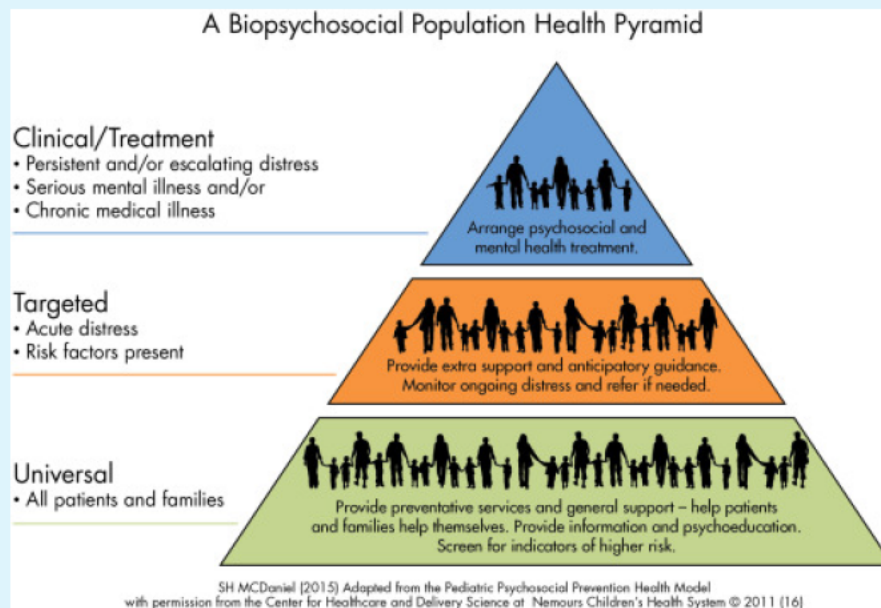 A Biopsychosocial Population Health Pyramid
Clinical/Treatment
• Persistent and/or escalating distress
• Serious mental illness and/or
• Chronic medical illness
Arrange psychosocial and
mental health treatment.
Targeted
• Acute distress
• Risk factors present
Provide extra support and anticipatory guidance.
Monitor ongoing distress and refer if needed.
Universal
• All patients and families
Provide preventative services and general support – help patients
and families help themselves. Provide information and psychoeducation.
Screen for indicators of higher risk.
SH MCDaniel (2015) Adapted from the Pediatric Psychosocial Prevention Health Model
with permission from the Center for Healthcare and Delivery Science at Nemours Children's Health System © 2011 (16)